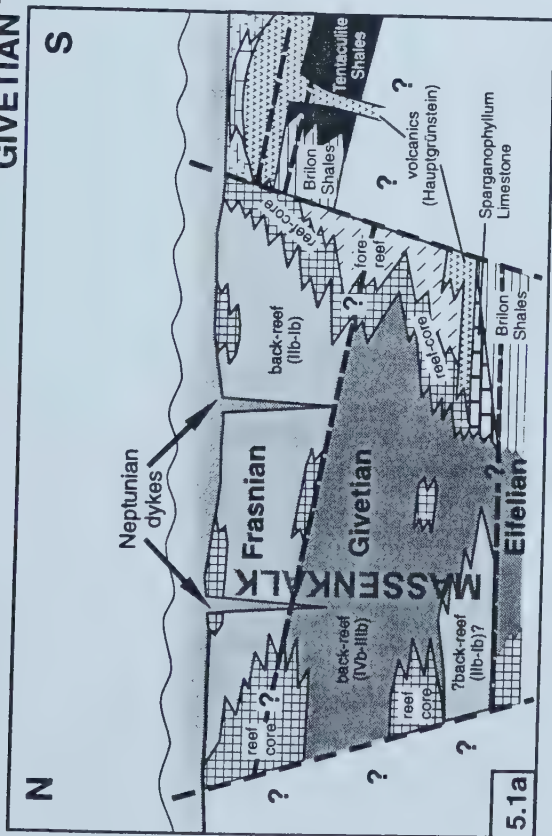 GIVETIAN
N
S
Neptunian
dykes
Frasnian
Givetian
Eifelian
MASSENKALK
back-reef
(IIb-Ib)
back-reef
(IVb-IIIb)
?back-reef
(IIb-Ib)?
reef
core
?
reef
core
reef-core
fore-
reef
?
reef-core
Brilon
Shales
Tentaculite
Shales
?
?
volcanics
(Hauptgrünstein)
Sparganophyllum
Limestone
Brilon
Shales
?
?
?
?
5.1a